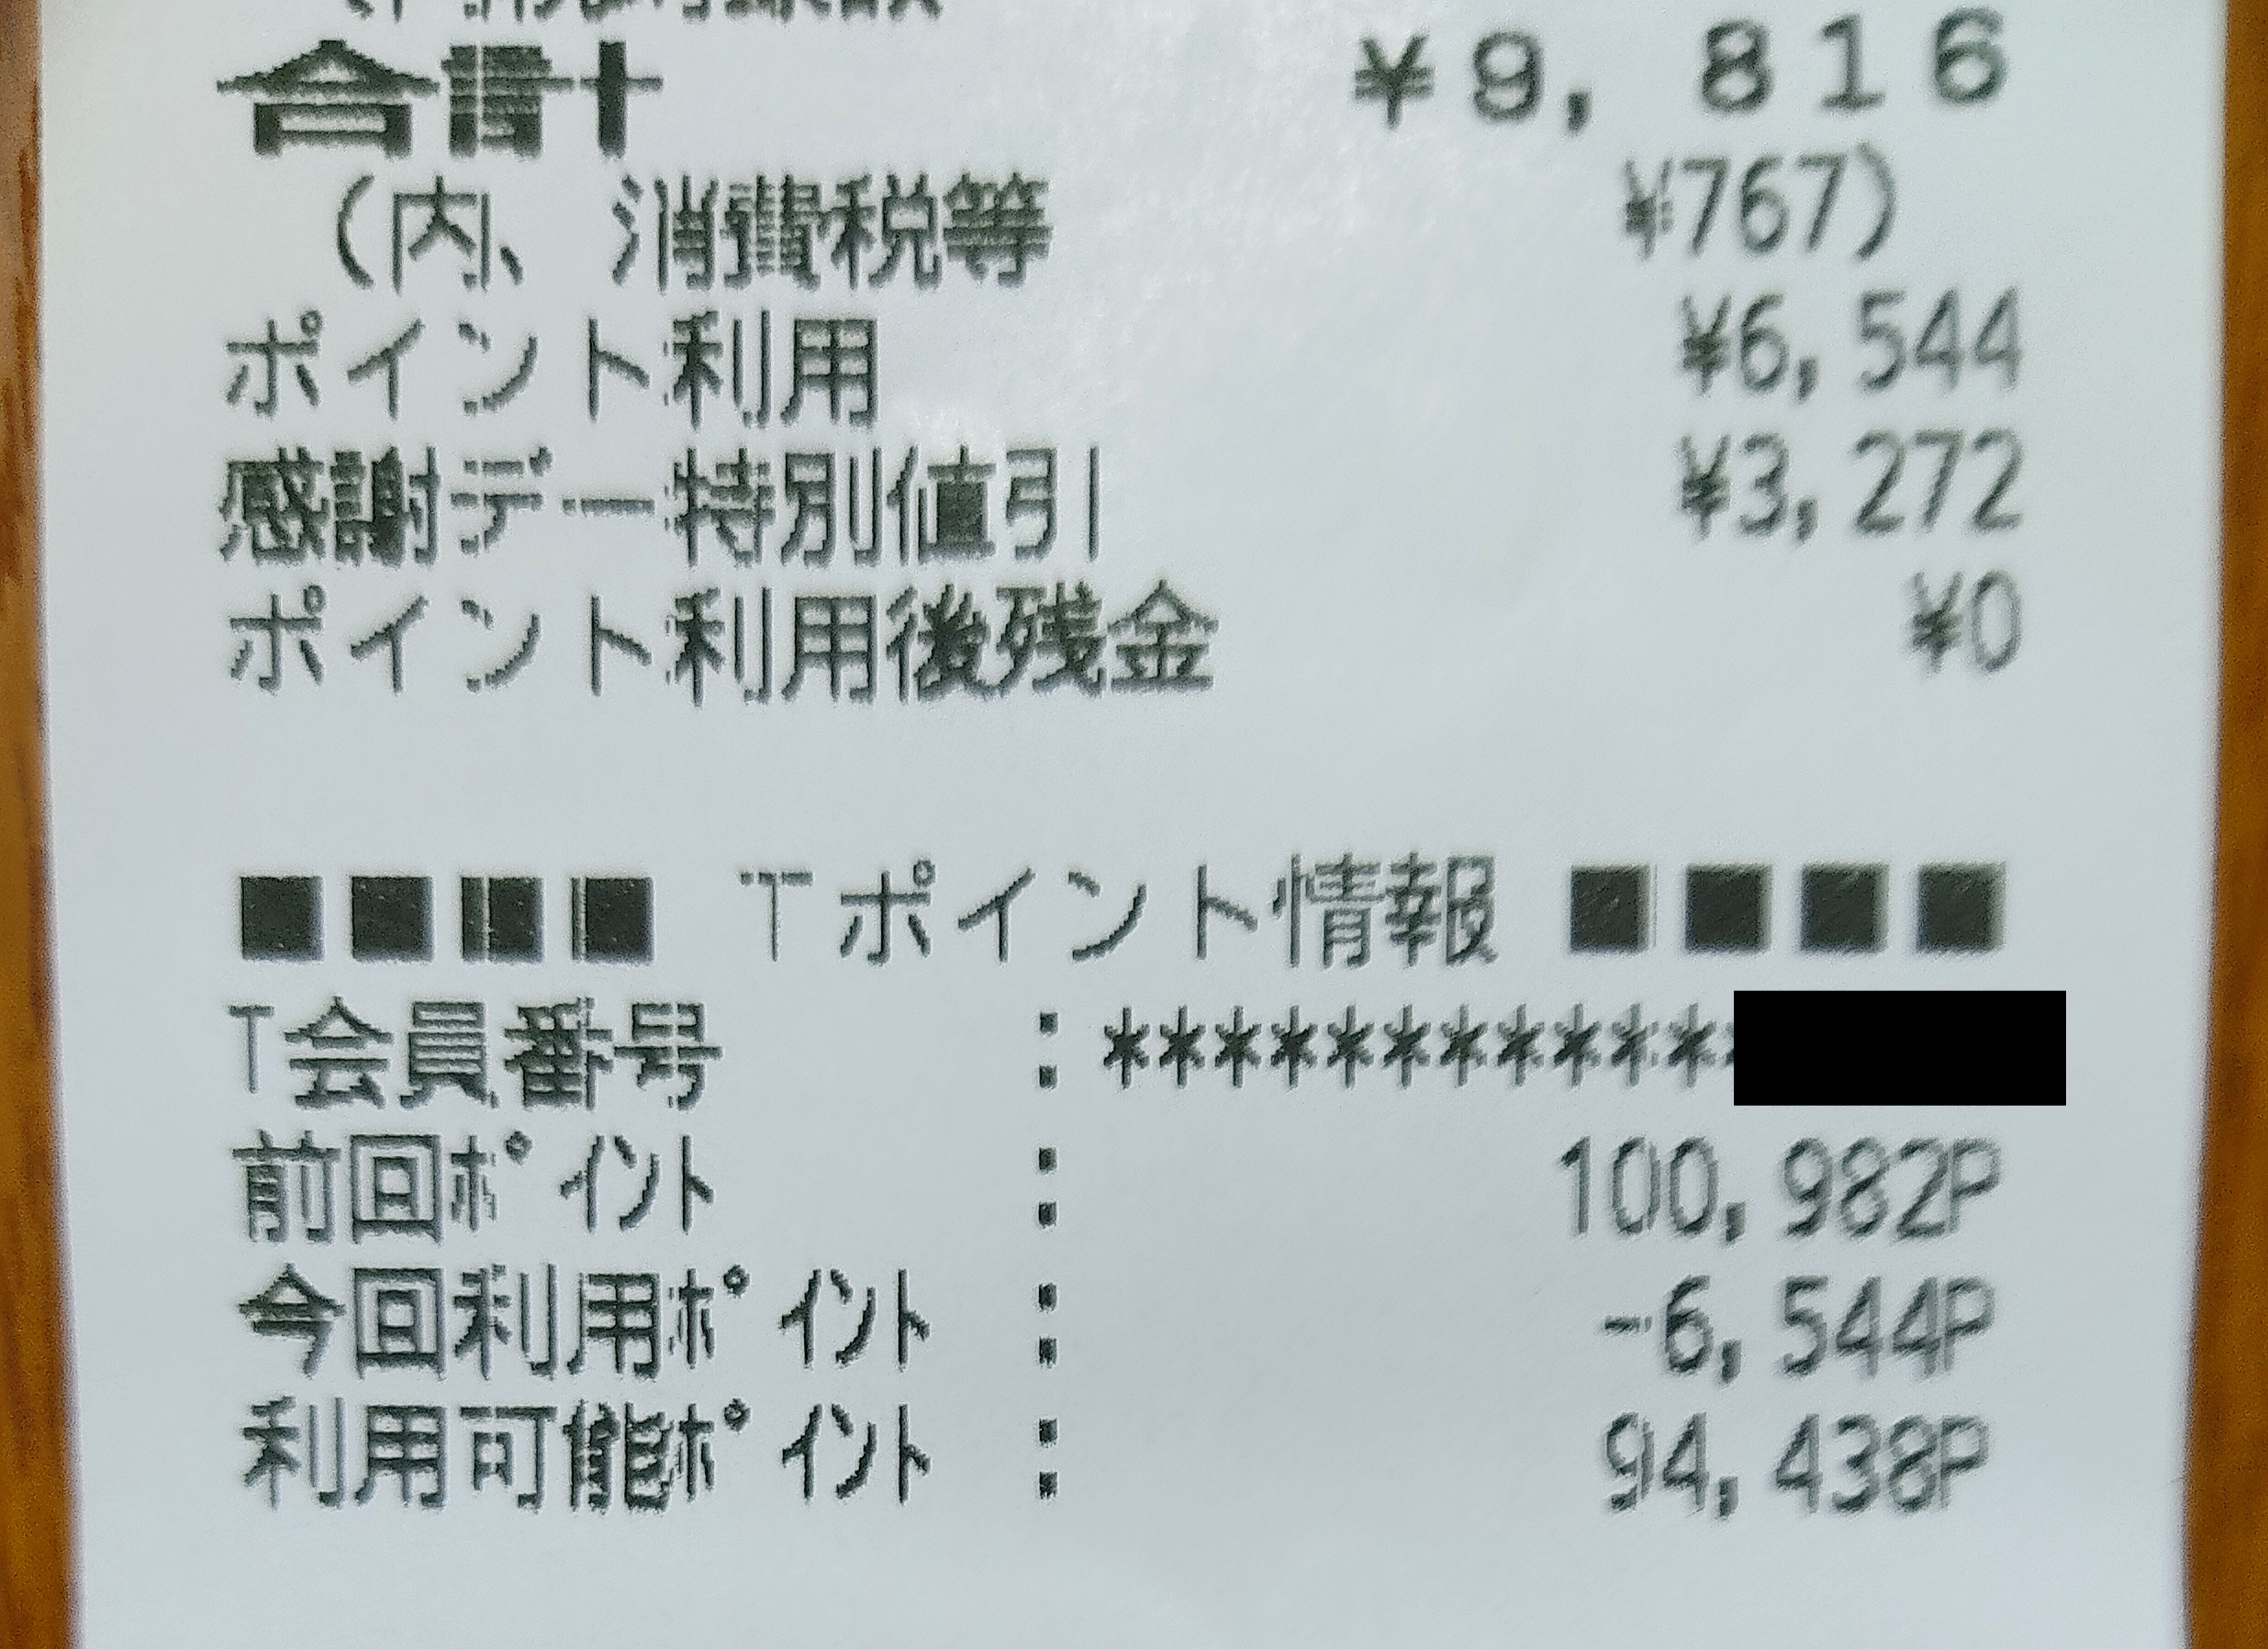 合計 ¥9,816
(内、消費税等 ¥767)
ポイント利用 ¥6,544
感謝デー特別値引 ¥3,272
ポイント利用後残金 ¥0
■■■■ Tポイント情報 ■■■■
T会員番号 : ***********
前回ポイント : 100,982P
今回利用ポイント : -6,544P
利用可能ポイント : 94,438P